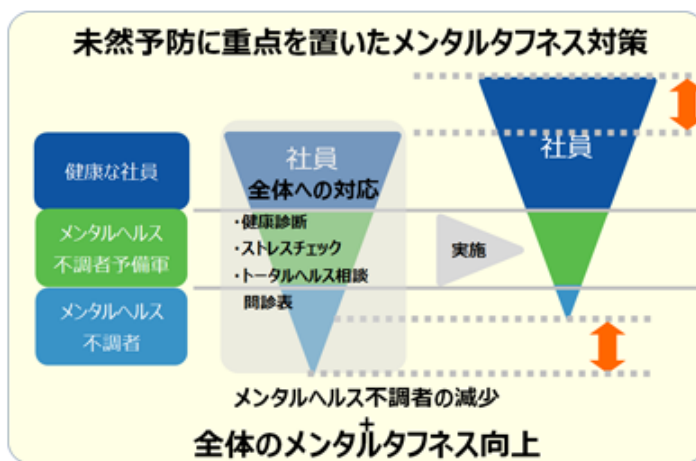 未然予防に重点を置いたメンタルタフネス対策
健康な社員
メンタルヘルス
不調者予備軍
メンタルヘルス
不調者
社員
全体への対応
・健康診断
・ストレスチェック
・トータルヘルス相談
問診表
実施
社員
メンタルヘルス不調者の減少
+
全体のメンタルタフネス向上